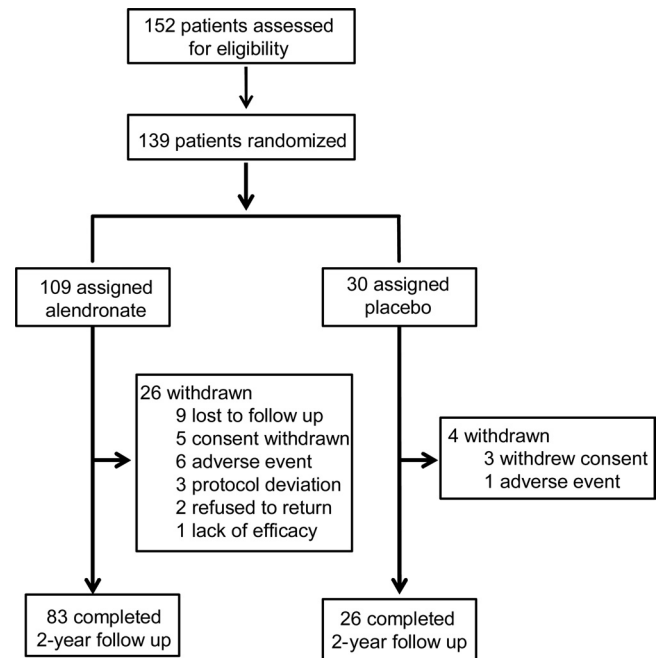 152 patients assessed
for eligibility
139 patients randomized
109 assigned
alendronate
30 assigned
placebo
26 withdrawn
9 lost to follow up
5 consent withdrawn
6 adverse event
3 protocol deviation
2 refused to return
1 lack of efficacy
4 withdrawn
3 withdrew consent
1 adverse event
83 completed
2-year follow up
26 completed
2-year follow up